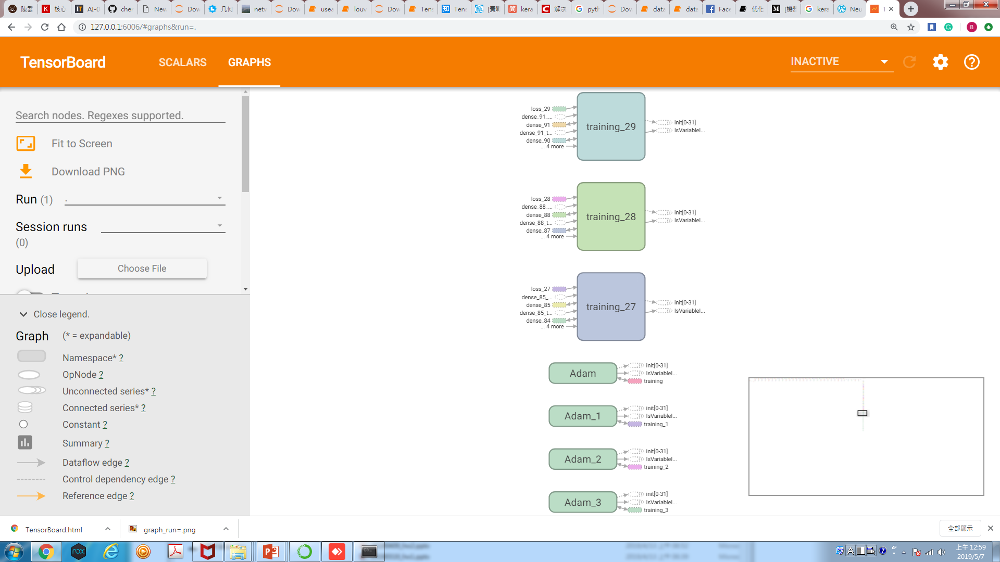 陳雲
核心
AI-0
cher
New
Dov
几何
netv
Dov
usea
louv
Dov
Tens
Tens
[實戰
kera
解决
pyth
Dov
data
data
Face
优化
[機器
kera
Neu
127.0.0.1:6006/#graphs&run=.
B
TensorBoard
SCALARS
GRAPHS
INACTIVE
Search nodes. Regexes supported.
Fit to Screen
Download PNG
Run (1)
.
Session runs
(0)
Upload
Choose File
Close legend.
Graph
(* = expandable)
Namespace* ?
OpNode ?
Unconnected series* ?
Connected series* ?
Constant ?
Summary ?
Dataflow edge ?
Control dependency edge ?
Reference edge ?
loss_29
dense_91_...
dense_91
dense_91_t...
dense_90
... 4 more
training_29
init[0-31]
IsVariableI...
loss_28
dense_88_...
dense_88
dense_88_t...
dense_87
... 4 more
training_28
init[0-31]
IsVariableI...
loss_27
dense_85_...
dense_85
dense_85_t...
dense_84
... 4 more
training_27
init[0-31]
IsVariableI...
Adam
init[0-31]
IsVariableI...
training
Adam_1
init[0-31]
IsVariableI...
training_1
Adam_2
init[0-31]
IsVariableI...
training_2
Adam_3
init[0-31]
IsVariableI...
training_3
TensorBoard.html
graph_run=.png
全部顯示
nox
上午 12:59
2019/5/7